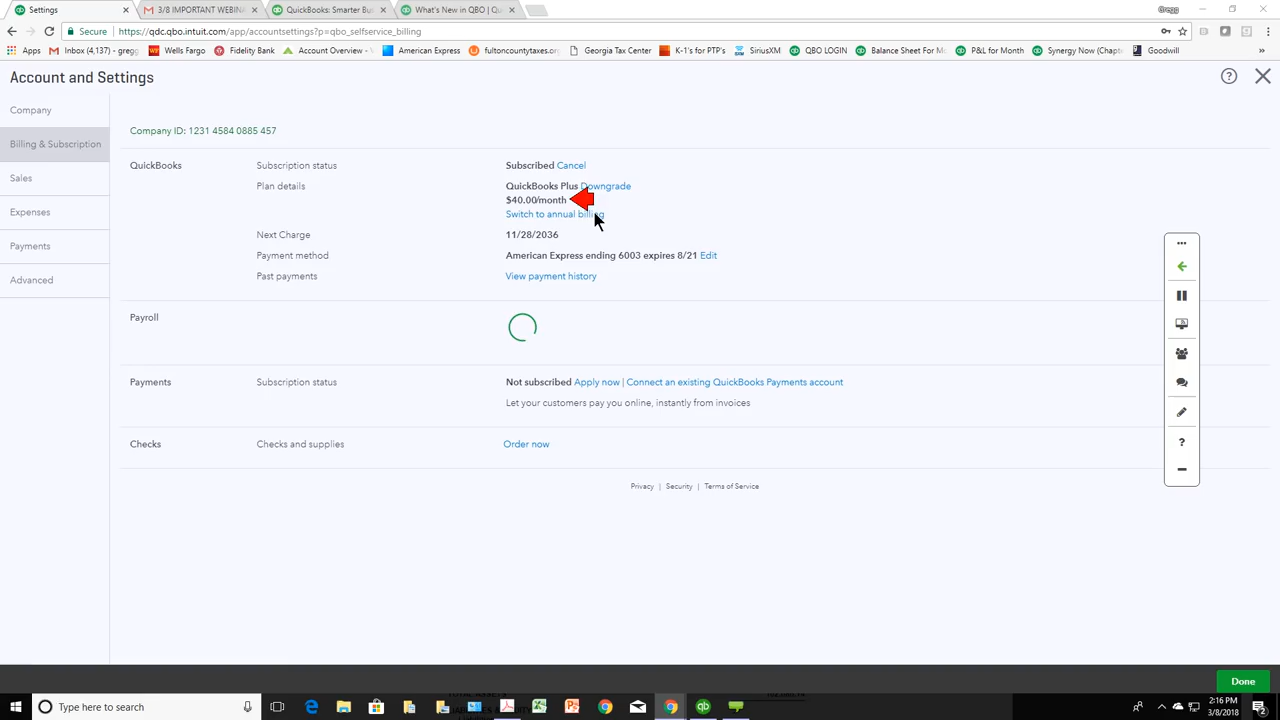 Settings
3/8 IMPORTANT WEBINA
QuickBooks: Smarter Bus
What's New in QBO | Quic
Gregg
Secure
https://qdc.qbo.intuit.com/app/accountsettings?p=qbo_selfservice_billing
Apps
Inbox (4,137) - gregg
Wells Fargo
Fidelity Bank
Account Overview - W
American Express
fultoncountytaxes.org
Georgia Tax Center
K-1's for PTP's
SiriusXM
QBO LOGIN
Balance Sheet For Mo
P&L for Month
Synergy Now (Chapte
Goodwill
Account and Settings
Company
Billing & Subscription
Sales
Expenses
Payments
Advanced
Company ID: 1231 4584 0885 457
QuickBooks
Subscription status
Subscribed Cancel
Plan details
QuickBooks Plus Downgrade
$40.00/month
Switch to annual billing
Next Charge
11/28/2036
Payment method
American Express ending 6003 expires 8/21 Edit
Past payments
View payment history
Payroll
Payments
Subscription status
Not subscribed Apply now | Connect an existing QuickBooks Payments account
Let your customers pay you online, instantly from invoices
Checks
Checks and supplies
Order now
Privacy | Security | Terms of Service
Done
Type here to search
2:16 PM
3/8/2018
2